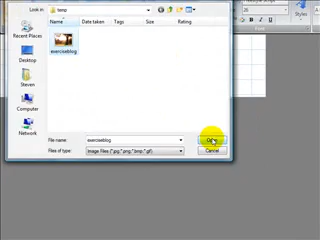 Look in: temp
Name Date taken Tags Size Rating
Recent Places
exerciseblog
Desktop
Steven
Computer
Network
File name: exerciseblog
Files of type: Image Files (*.jpg,*.png,*.bmp,*.gif)
Open
Cancel
Font
Styles